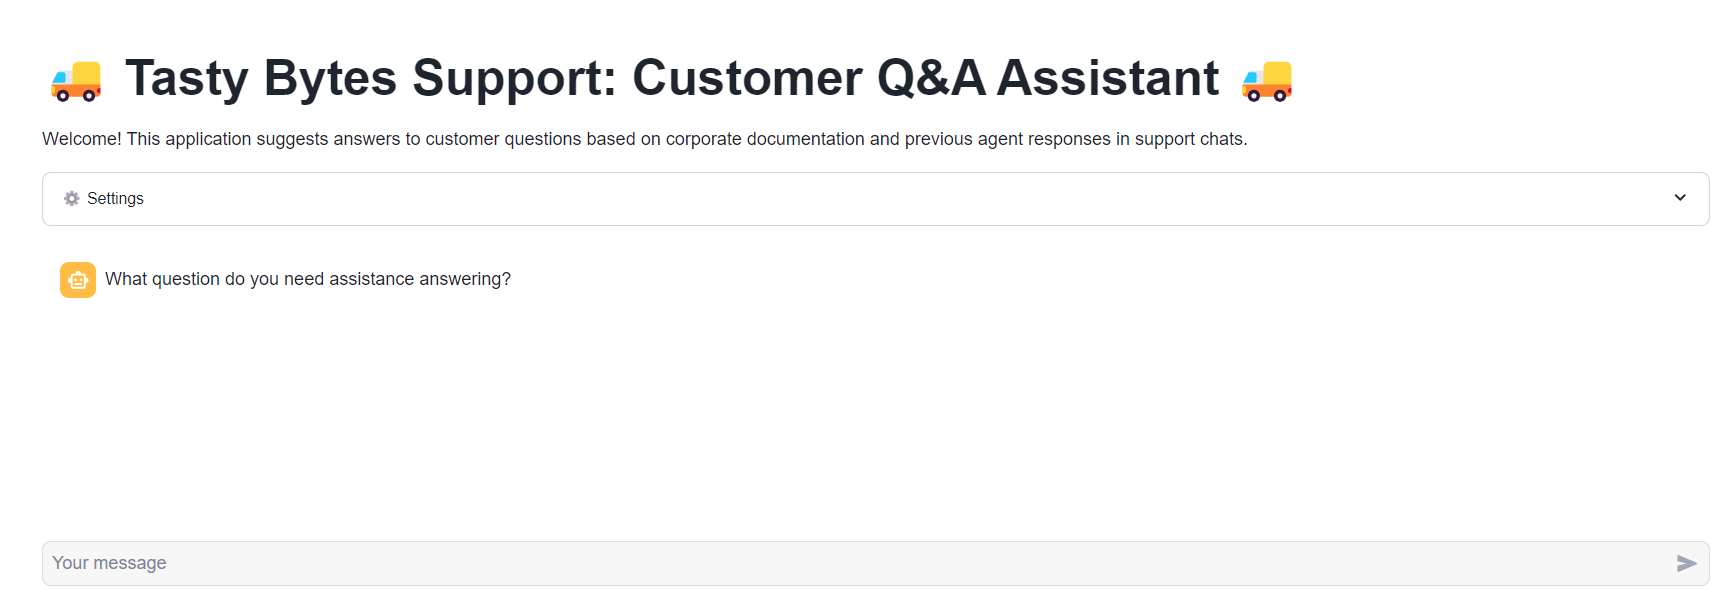 Tasty Bytes Support: Customer Q&A Assistant
Welcome! This application suggests answers to customer questions based on corporate documentation and previous agent responses in support chats.
Settings
What question do you need assistance answering?
Your message